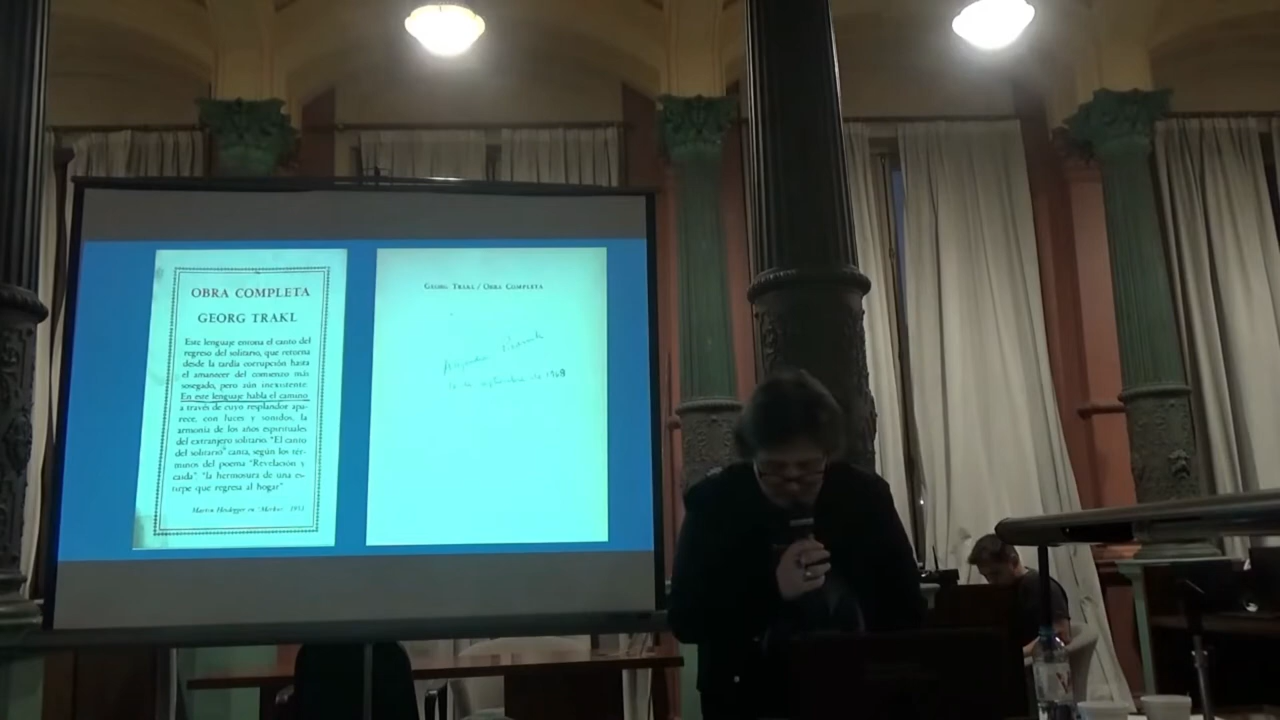 OBRA COMPLETA
GEORG TRAKL
Este lenguaje entona el canto del
regreso del solitario, que retorna
desde la tardía corrupción hasta
el amanecer del comienzo más
sosegado, pero aún inexistente.
En este lenguaje habla el camino
a través de cuyo resplandor apa-
rece, con luces y sonidos, la
armonía de los años espirituales
del extranjero solitario. "El canto
del solitario" canta, según los tér-
minos del poema "Revelación y
caída" "la hermosura de una es-
tirpe que regresa al hogar"
Martin Heidegger en "Merkur" 1953
GEORG TRAKL / OBRA COMPLETA
de 1968